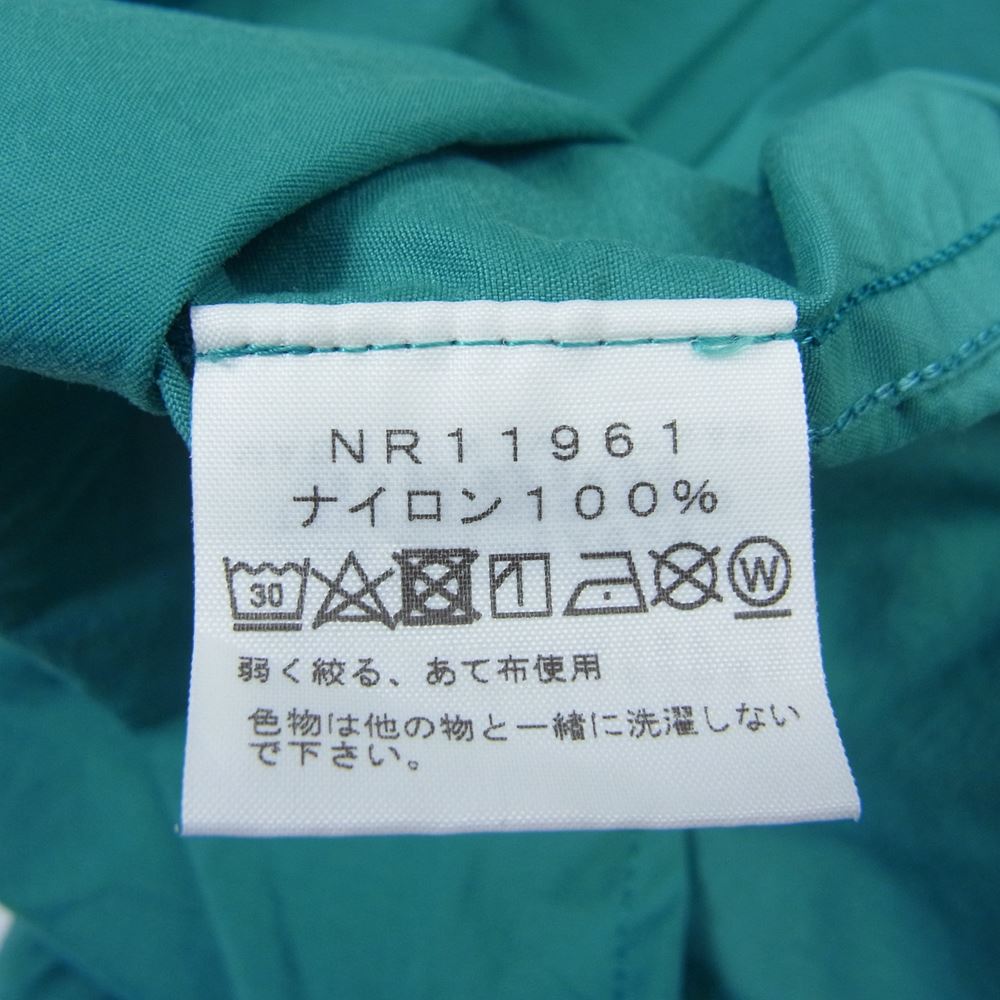 NR11961
ナイロン100%
30
W
弱く絞る、あて布使用
色物は他の物と一緒に洗濯しない
で下さい。